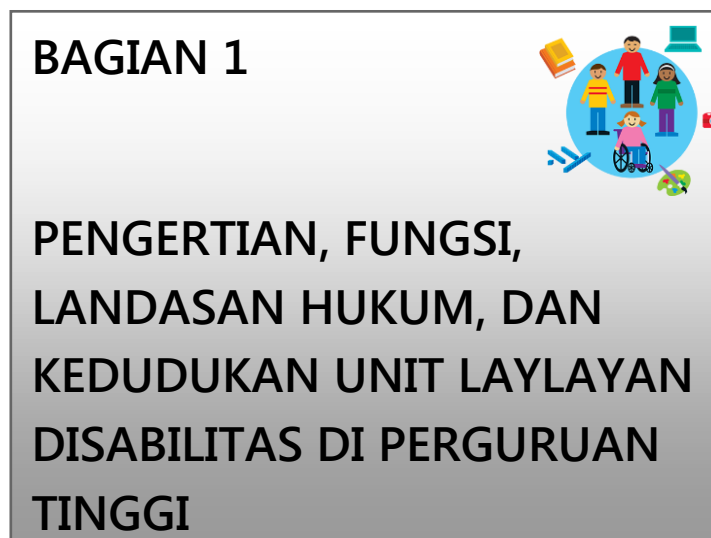 BAGIAN 1
PENGERTIAN, FUNGSI,
LANDASAN HUKUM, DAN
KEDUDUKAN UNIT LAYLAYAN
DISABILITAS DI PERGURUAN
TINGGI